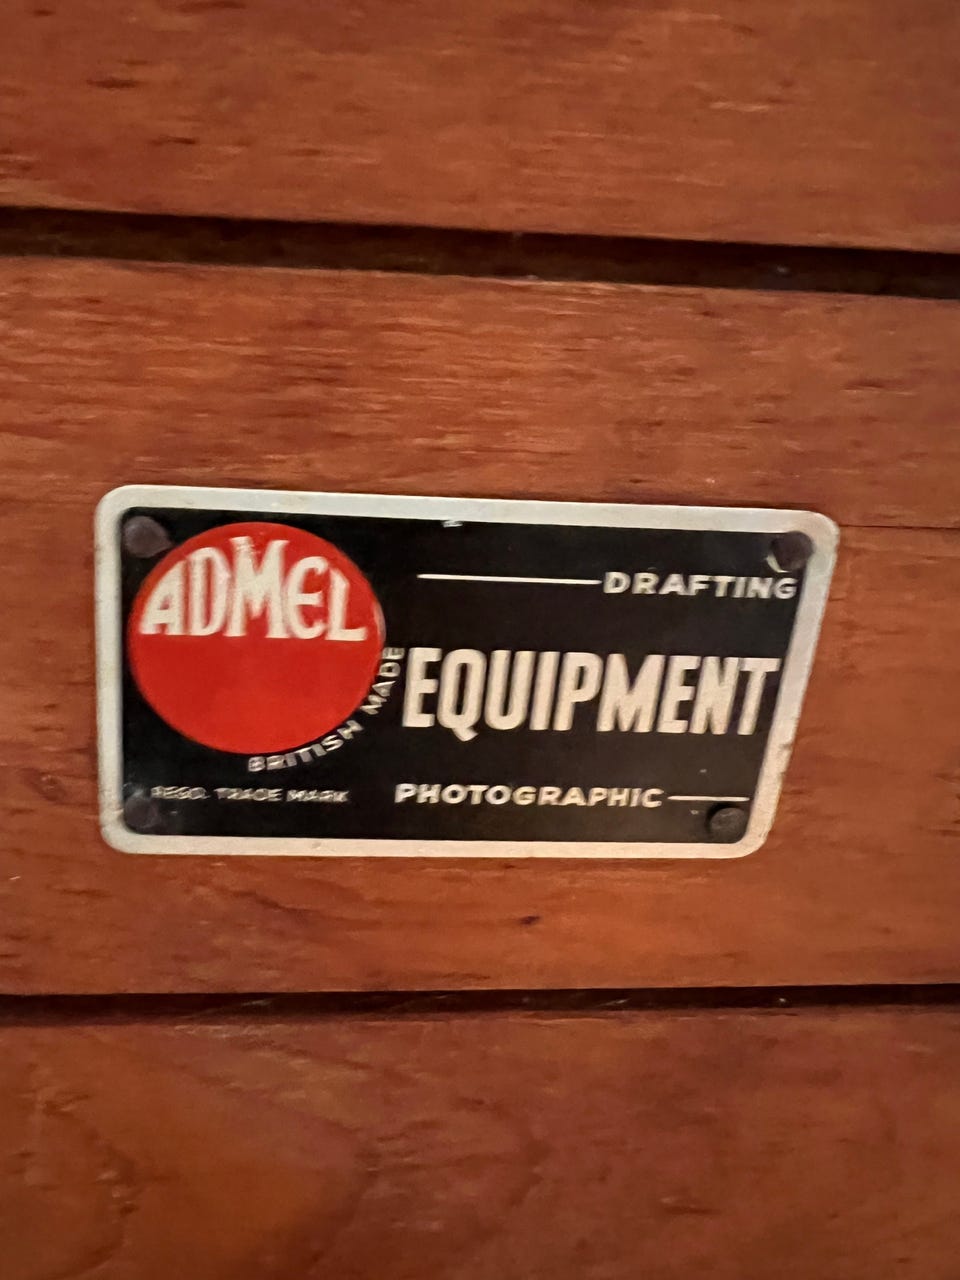 ADMEL
BRITISH MADE
REGD. TRADE MARK
DRAFTING
EQUIPMENT
PHOTOGRAPHIC